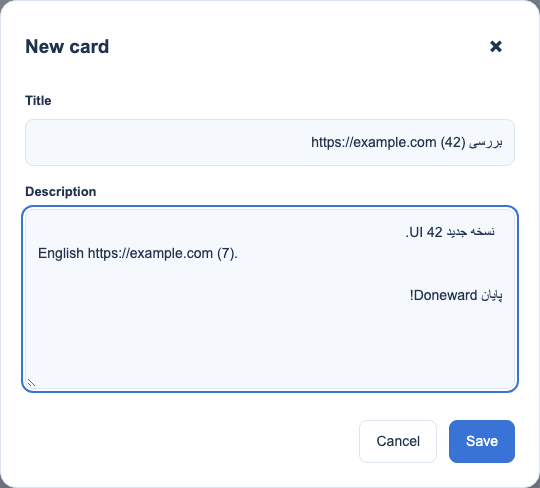 New card
Title
بررسی https://example.com (42)
Description
نسخه جدید UI 42.
English https://example.com (7).
پایان Doneward!
Cancel
Save